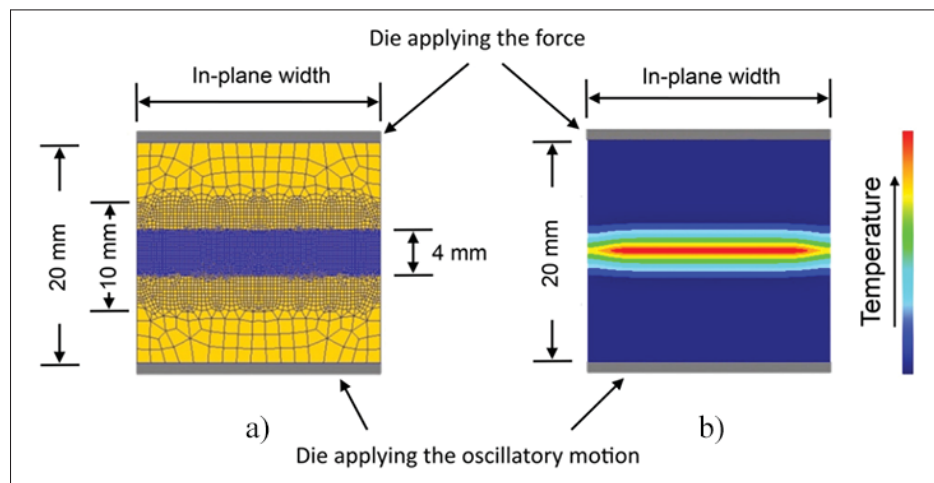 Die applying the force
In-plane width
In-plane width
20 mm
10 mm
4 mm
20 mm
Temperature
a)
b)
Die applying the oscillatory motion